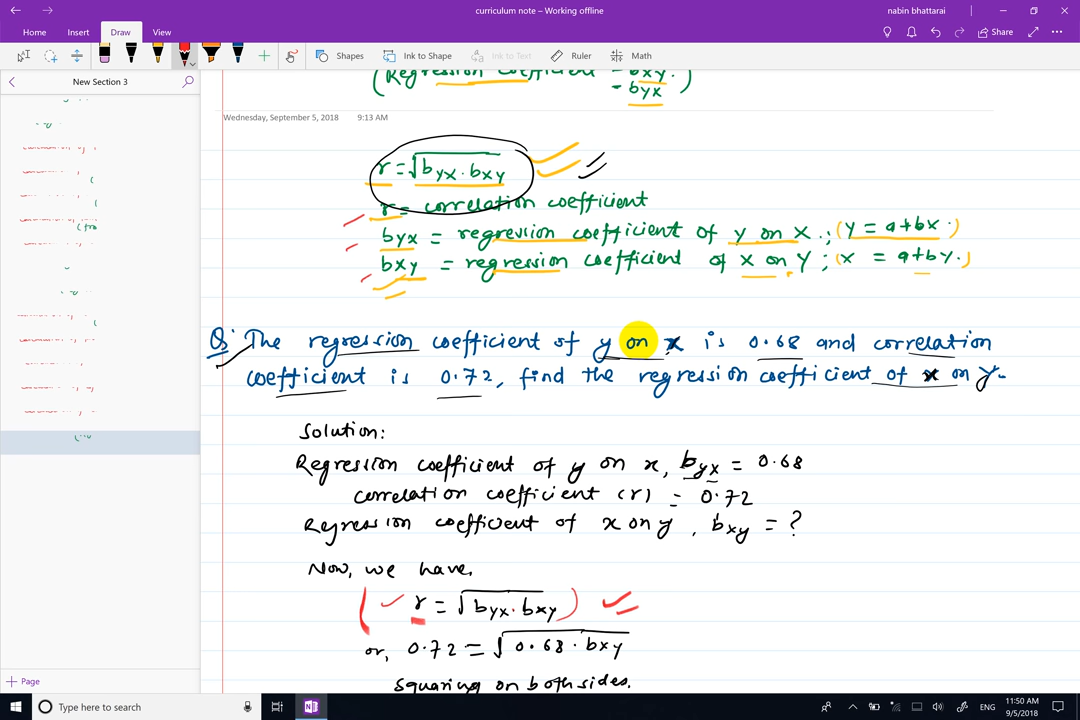 curriculum note – Working offline
nabin bhattarai
Home Insert Draw View
Share
Shapes Ink to Shape Ink to Text Ruler Math
New Section 3
(Regression coefficient = bxy.
= byx )
Wednesday, September 5, 2018 9:13 AM
r = √byx . bxy
r = correlation coefficient
byx = regression coefficient of y on x . ; (Y = a+bx .)
bxy = regression coefficient of x on Y ; (x = a+by.)
Q: The regression coefficient of y on x is 0.68 and correlation
coefficient is 0.72, find the regression coefficient of x on y.
Solution:
Regression coefficient of y on x, byx = 0.68
correlation coefficient (r) = 0.72
Regression coefficient of x on y, bxy = ?
Now, we have,
( r = √byx . bxy )
or, 0.72 = √0.68 . bxy
squaring on both sides.
+ Page
Type here to search
ENG
11:50 AM
9/5/2018